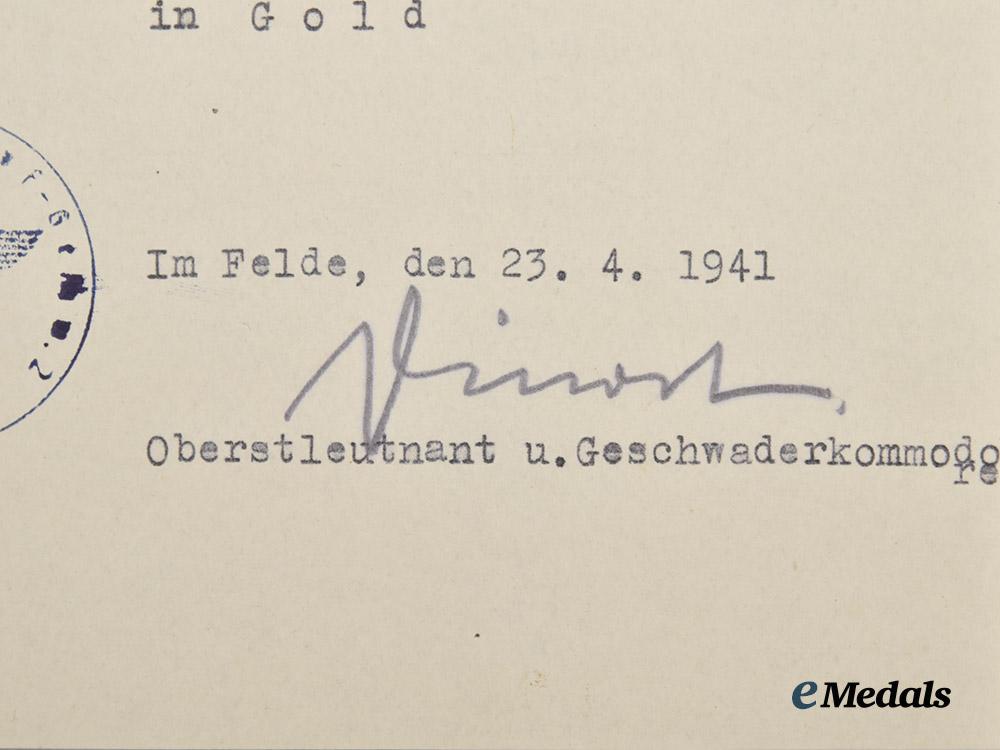 in Gold
Im Felde, den 23. 4. 1941
Oberstleutnant u.Geschwaderkommodo
re
eMedals